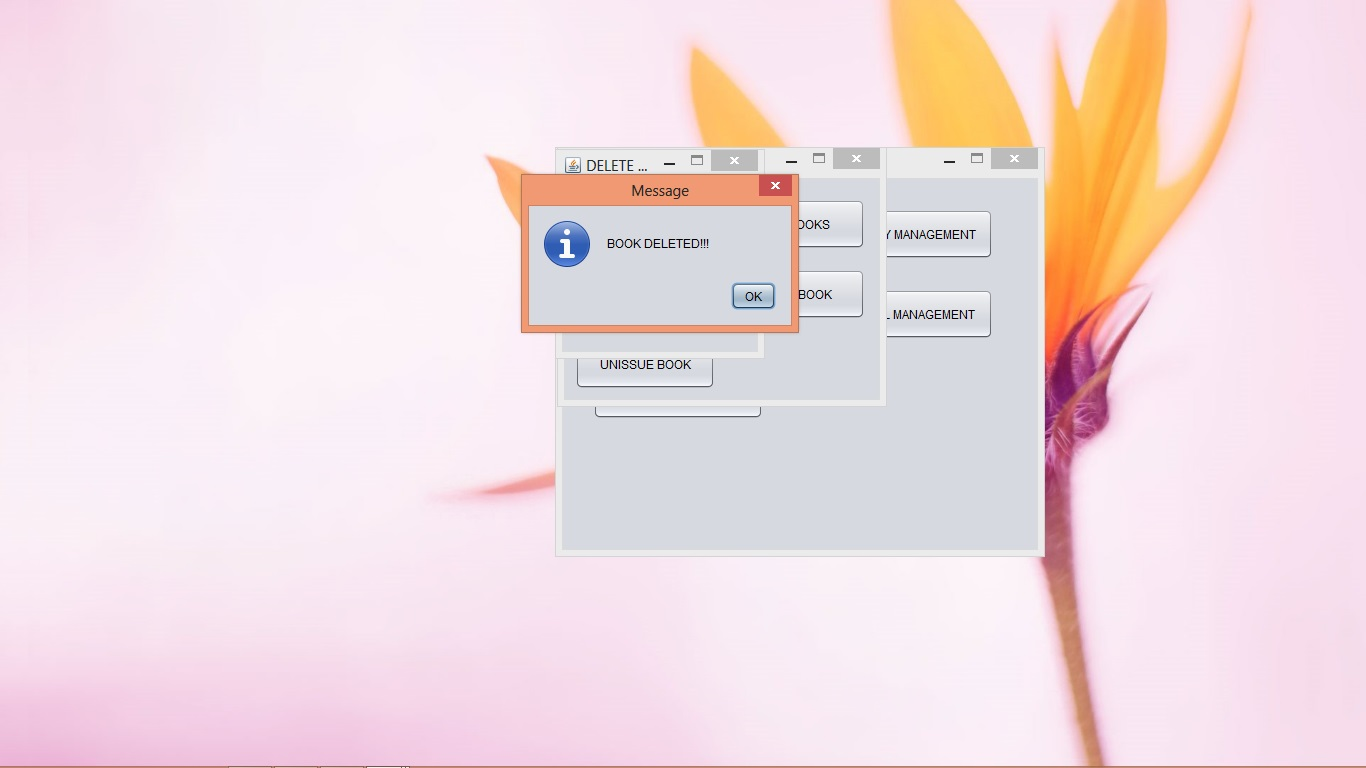 DELETE ...
Message
BOOK DELETED!!!
OK
OOKS
BOOK
UNISSUE BOOK
Y MANAGEMENT
L MANAGEMENT